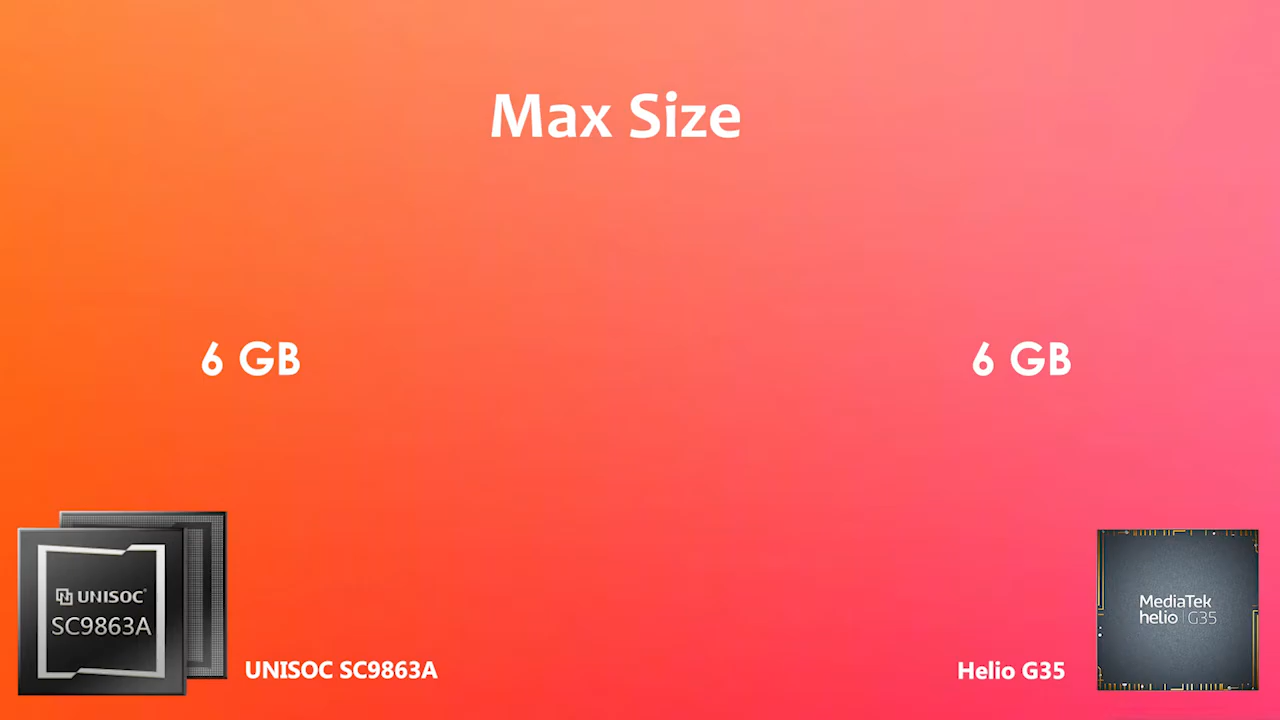 Max Size
6 GB
6 GB
UNISOC
SC9863A
UNISOC SC9863A
Helio G35
MediaTek
helio G35